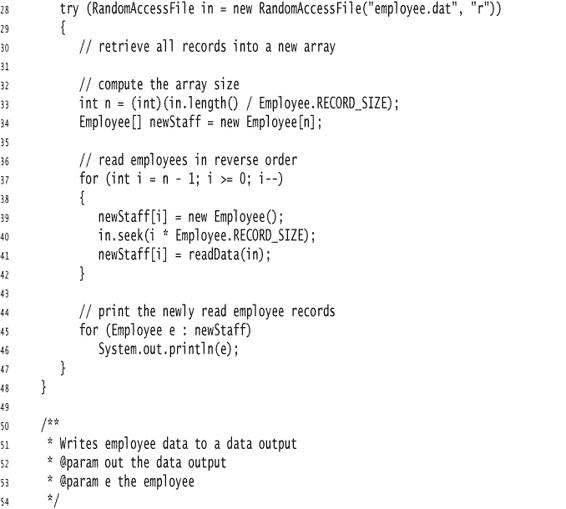 28 try (RandomAccessFile in = new RandomAccessFile("employee.dat", "r"))
29 {
30 // retrieve all records into a new array
31
32 // compute the array size
33 int n = (int)(in.length() / Employee.RECORD_SIZE);
34 Employee[] newStaff = new Employee[n];
35
36 // read employees in reverse order
37 for (int i = n - 1; i >= 0; i--)
38 {
39 newStaff[i] = new Employee();
40 in.seek(i * Employee.RECORD_SIZE);
41 newStaff[i] = readData(in);
42 }
43
44 // print the newly read employee records
45 for (Employee e : newStaff)
46 System.out.println(e);
47 }
48 }
49
50 /**
51 * Writes employee data to a data output
52 * @param out the data output
53 * @param e the employee
54 */